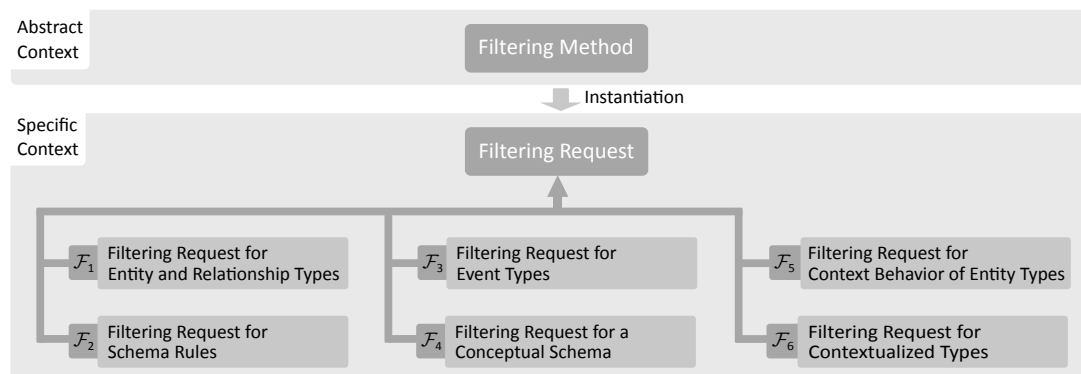 Abstract
Context
Filtering Method
Instantiation
Specific
Context
Filtering Request
F1
Filtering Request for
Entity and Relationship Types
F3
Filtering Request for
Event Types
F5
Filtering Request for
Context Behavior of Entity Types
F2
Filtering Request for
Schema Rules
F4
Filtering Request for a
Conceptual Schema
F6
Filtering Request for
Contextualized Types